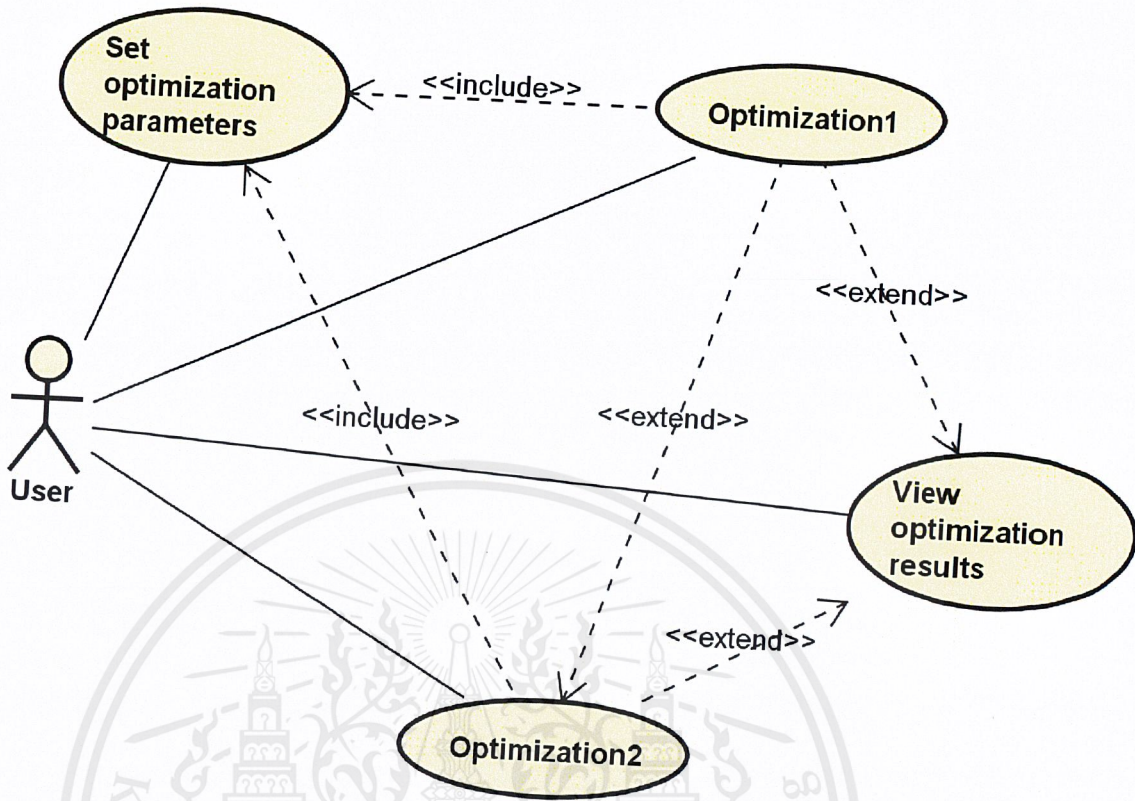 Set
optimization
parameters
<<include>>
Optimization1
<<extend>>
<<include>>
<<extend>>
User
View
optimization
results
<<extend>>
Optimization2
K
g